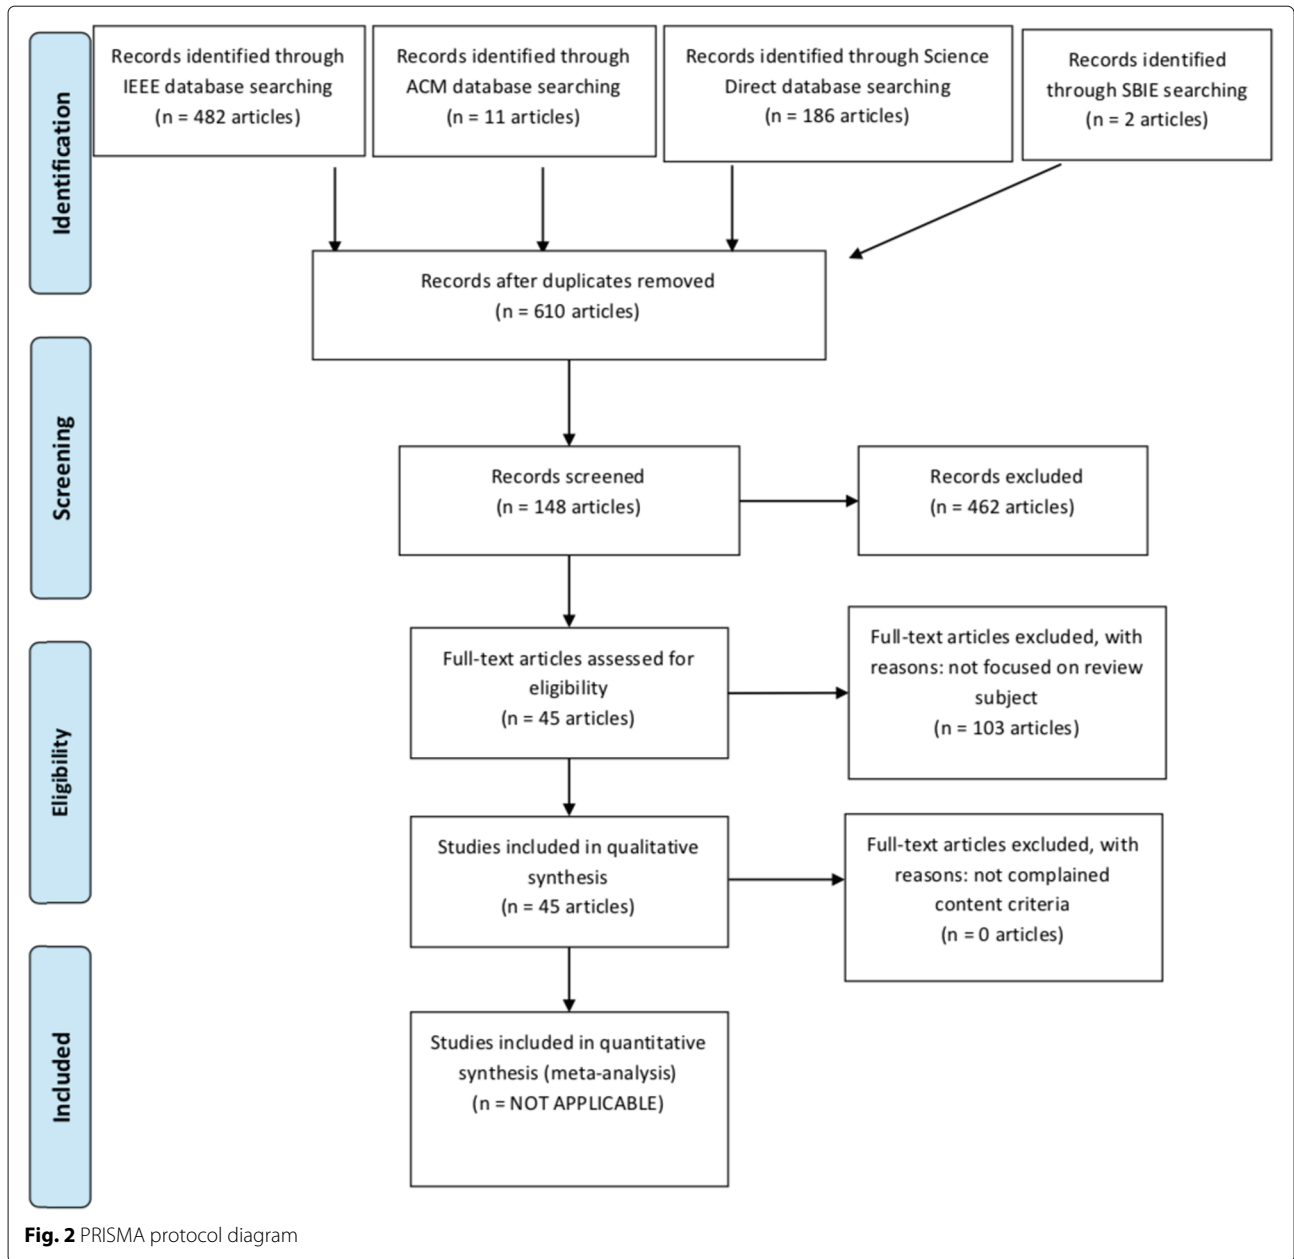 Identification
Records identified through
IEEE database searching
(n = 482 articles)
Records identified through
ACM database searching
(n = 11 articles)
Records identified through Science
Direct database searching
(n = 186 articles)
Records identified
through SBIE searching
(n = 2 articles)
Records after duplicates removed
(n = 610 articles)
Screening
Records screened
(n = 148 articles)
Records excluded
(n = 462 articles)
Eligibility
Full-text articles assessed for
eligibility
(n = 45 articles)
Full-text articles excluded, with
reasons: not focused on review
subject
(n = 103 articles)
Studies included in qualitative
synthesis
(n = 45 articles)
Full-text articles excluded, with
reasons: not complained
content criteria
(n = 0 articles)
Included
Studies included in quantitative
synthesis (meta-analysis)
(n = NOT APPLICABLE)
Fig. 2 PRISMA protocol diagram